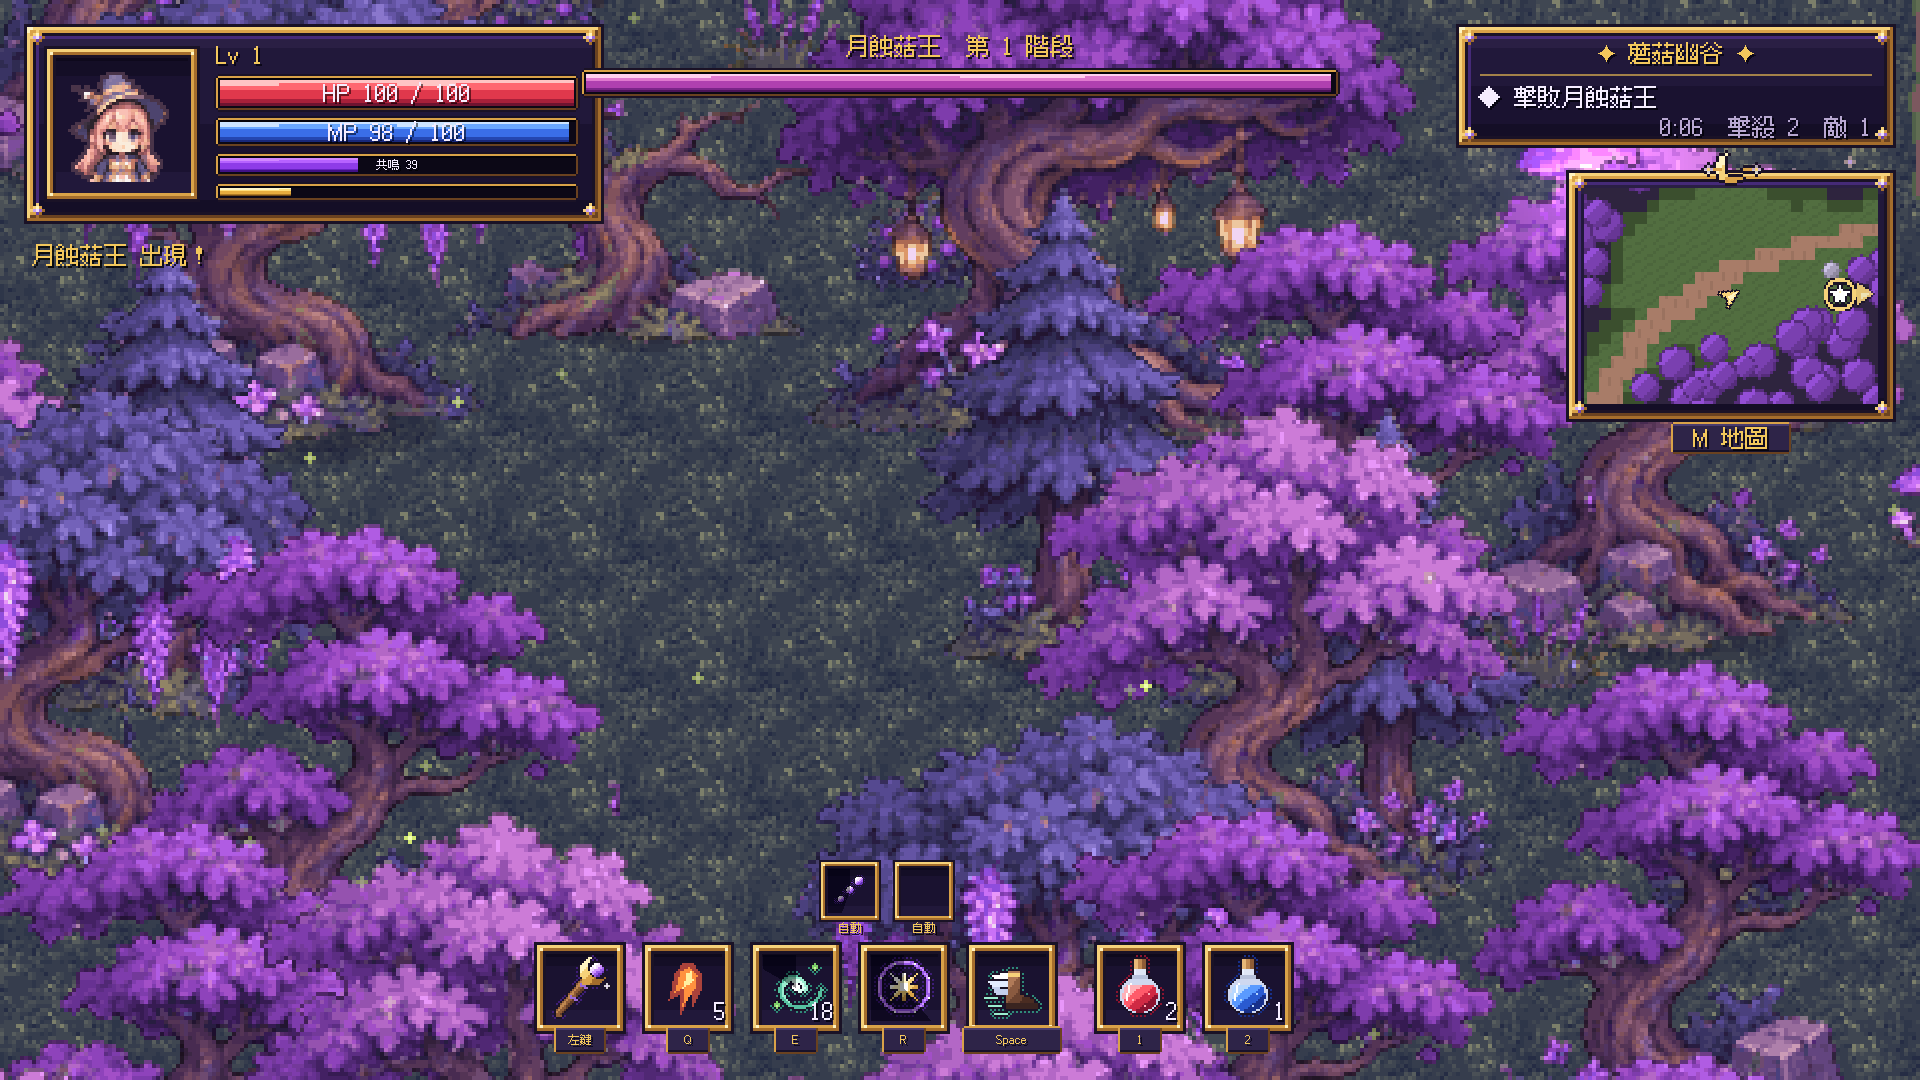 Lv 1
HP 100 / 100
MP 98 / 100
共鳴 39
月蝕菇王 出現！
月蝕菇王 第 1 階段
✦ 蘑菇幽谷 ✦
擊敗月蝕菇王
0:06 擊殺 2 敵 1
M 地圖
自動 自動
5 18 2 1
左鍵 Q E R Space 1 2